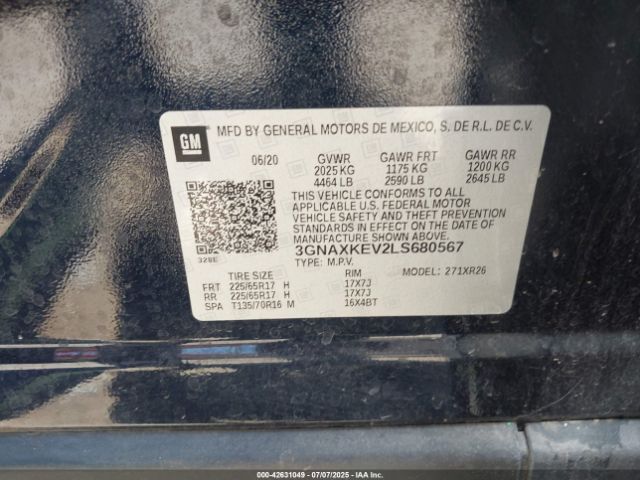 GM
MFD BY GENERAL MOTORS DE MEXICO, S. DE R.L. DE C.V.
06/20 GVWR GAWR FRT GAWR RR
2025 KG 1175 KG 1200 KG
4464 LB 2590 LB 2645 LB
THIS VEHICLE CONFORMS TO ALL
APPLICABLE U.S. FEDERAL MOTOR
VEHICLE SAFETY AND THEFT PREVENTION
STANDARDS IN EFFECT ON THE DATE OF
MANUFACTURE SHOWN ABOVE.
3GNAXKEV2LS680567
TYPE: M.P.V. MODEL: 271XR26
328E
TIRE SIZE RIM
FRT 225/65R17 H 17X7J
RR 225/65R17 H 17X7J
SPA T135/70R16 M 16X4BT
000-42631049 | 07/07/2025 | IAA Inc.